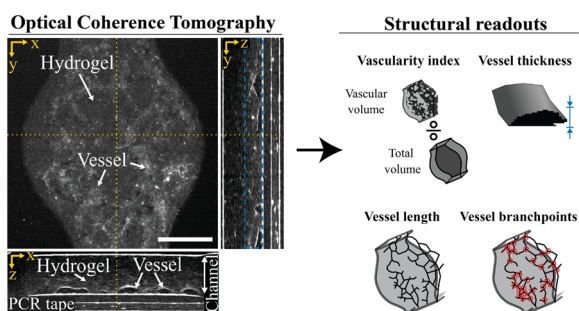 Optical Coherence Tomography
x
y
Hydrogel
Vessel
z
y
x
z
Hydrogel
Vessel
Channel
PCR tape
Structural readouts
Vascularity index
Vascular
volume
÷
Total
volume
Vessel thickness
Vessel length
Vessel branchpoints